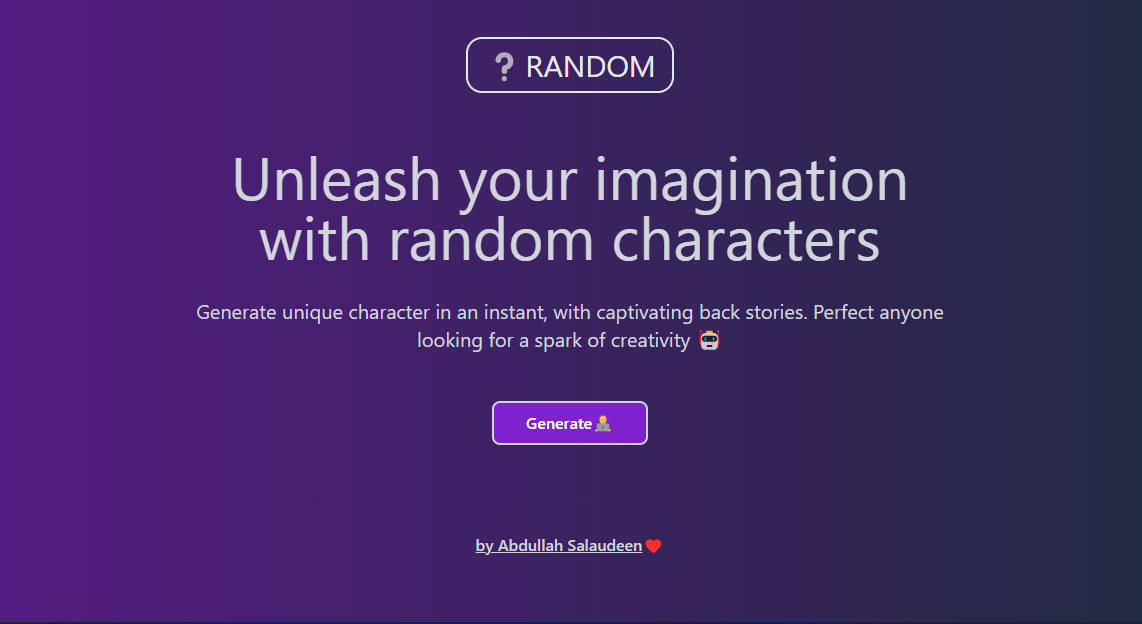 ❔ RANDOM
Unleash your imagination
with random characters
Generate unique character in an instant, with captivating back stories. Perfect anyone
looking for a spark of creativity 🤖
Generate👨‍💻
by Abdullah Salaudeen❤️